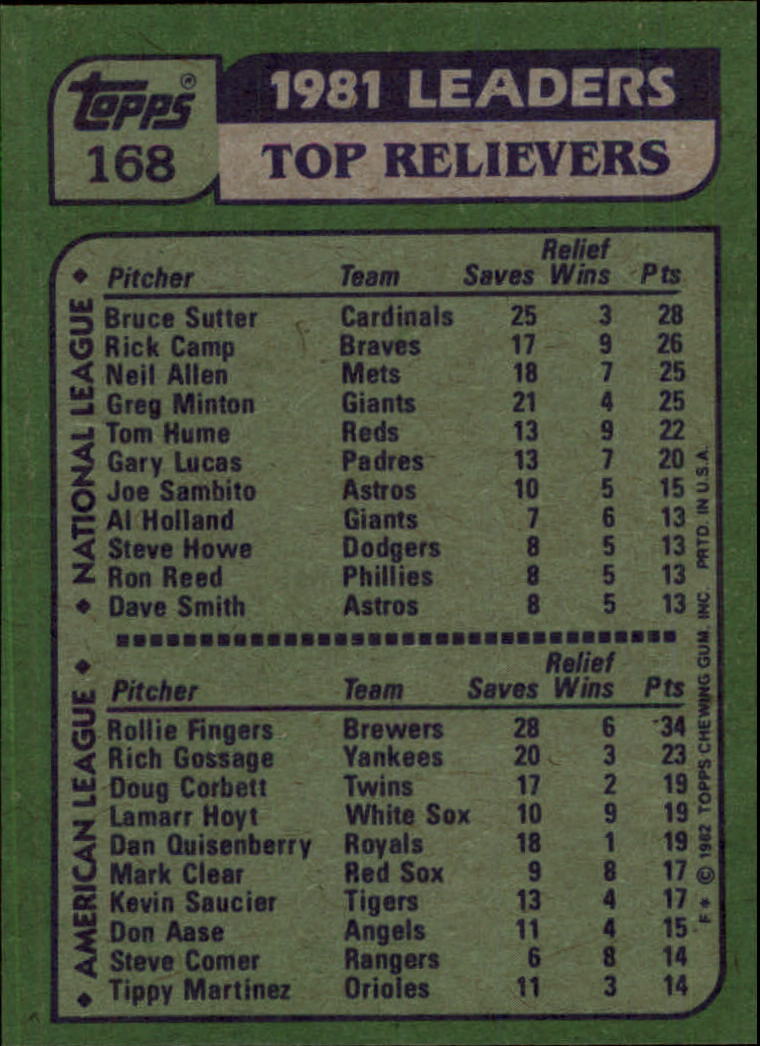 Topps®
168
1981 LEADERS
TOP RELIEVERS
♦ NATIONAL LEAGUE ♦
Relief
Pitcher Team Saves Wins Pts
Bruce Sutter Cardinals 25 3 28
Rick Camp Braves 17 9 26
Neil Allen Mets 18 7 25
Greg Minton Giants 21 4 25
Tom Hume Reds 13 9 22
Gary Lucas Padres 13 7 20
Joe Sambito Astros 10 5 15
Al Holland Giants 7 6 13
Steve Howe Dodgers 8 5 13
Ron Reed Phillies 8 5 13
Dave Smith Astros 8 5 13
♦ AMERICAN LEAGUE ♦
Relief
Pitcher Team Saves Wins Pts
Rollie Fingers Brewers 28 6 34
Rich Gossage Yankees 20 3 23
Doug Corbett Twins 17 2 19
Lamarr Hoyt White Sox 10 9 19
Dan Quisenberry Royals 18 1 19
Mark Clear Red Sox 9 8 17
Kevin Saucier Tigers 13 4 17
Don Aase Angels 11 4 15
Steve Comer Rangers 6 8 14
Tippy Martinez Orioles 11 3 14
F* © 1982 TOPPS CHEWING GUM, INC. PRTD. IN U.S.A.